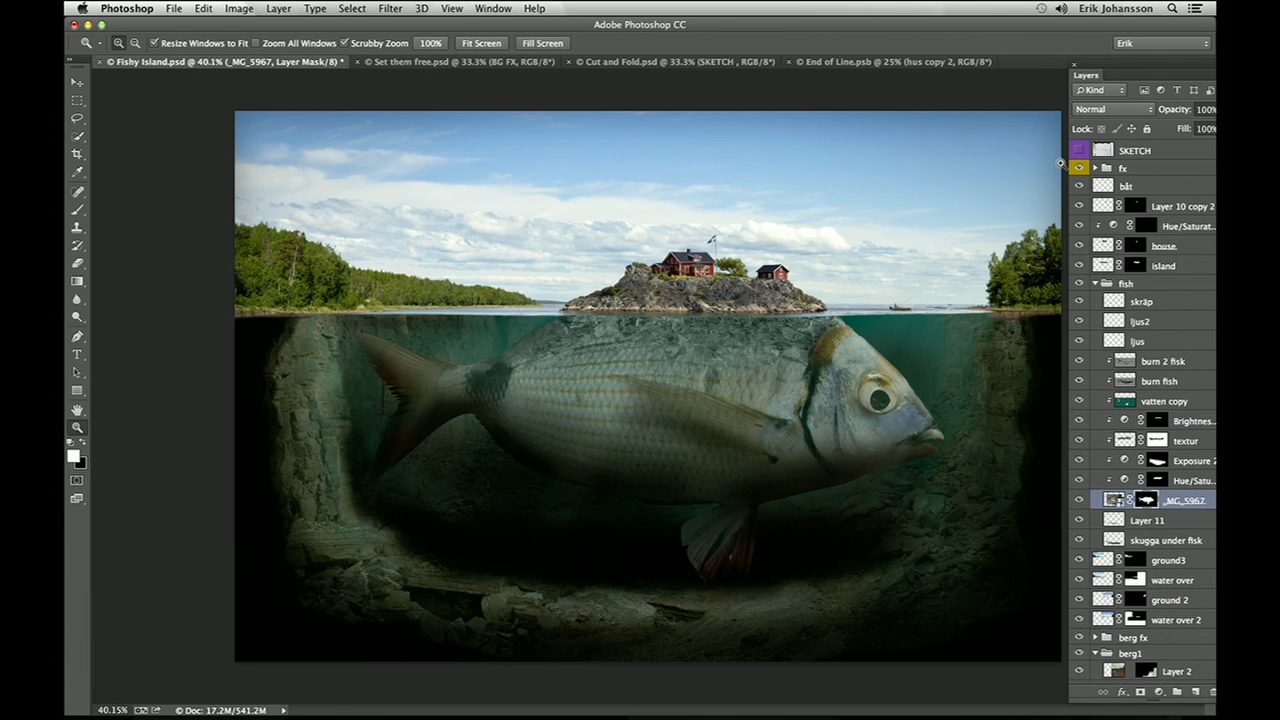 Photoshop File Edit Image Layer Type Select Filter 3D View Window Help Erik Johansson
Adobe Photoshop CC
Resize Windows to Fit Zoom All Windows Scrubby Zoom 100% Fit Screen Fill Screen Erik
© Fishy Island.psd @ 40.1% (_MG_5967, Layer Mask/8) * © Set them free.psd @ 33.3% (BG FX, RGB/8*) © Cut and Fold.psd @ 33.3% (SKETCH , RGB/8*) © End of Line.psb @ 25% (hus copy 2, RGB/8*)
Layers
Kind
Normal Opacity: 100%
Lock: Fill: 100%
SKETCH
fx
båt
Layer 10 copy 2
Hue/Saturat...
house.
island
fish
skräp
ljus2
ljus
burn 2 fisk
burn fish
vatten copy
Brightnes...
textur
Exposure 2
Hue/Satu...
_MG_5967
Layer 11
skugga under fisk
ground3
water over
ground 2
water over 2
berg fx
berg1
Layer 2
40.15% © Doc: 17.2M/541.2M